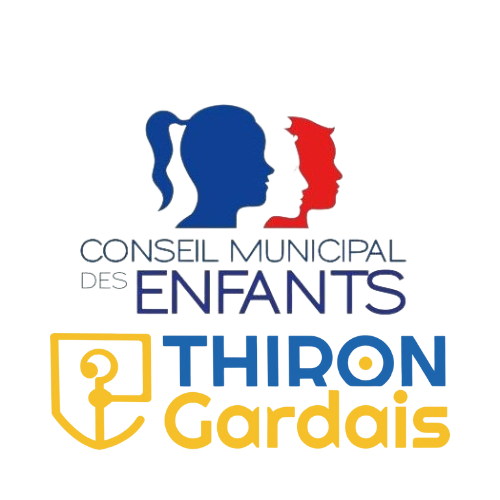 CONSEIL MUNICIPAL
DES ENFANTS
THIRON
Gardais